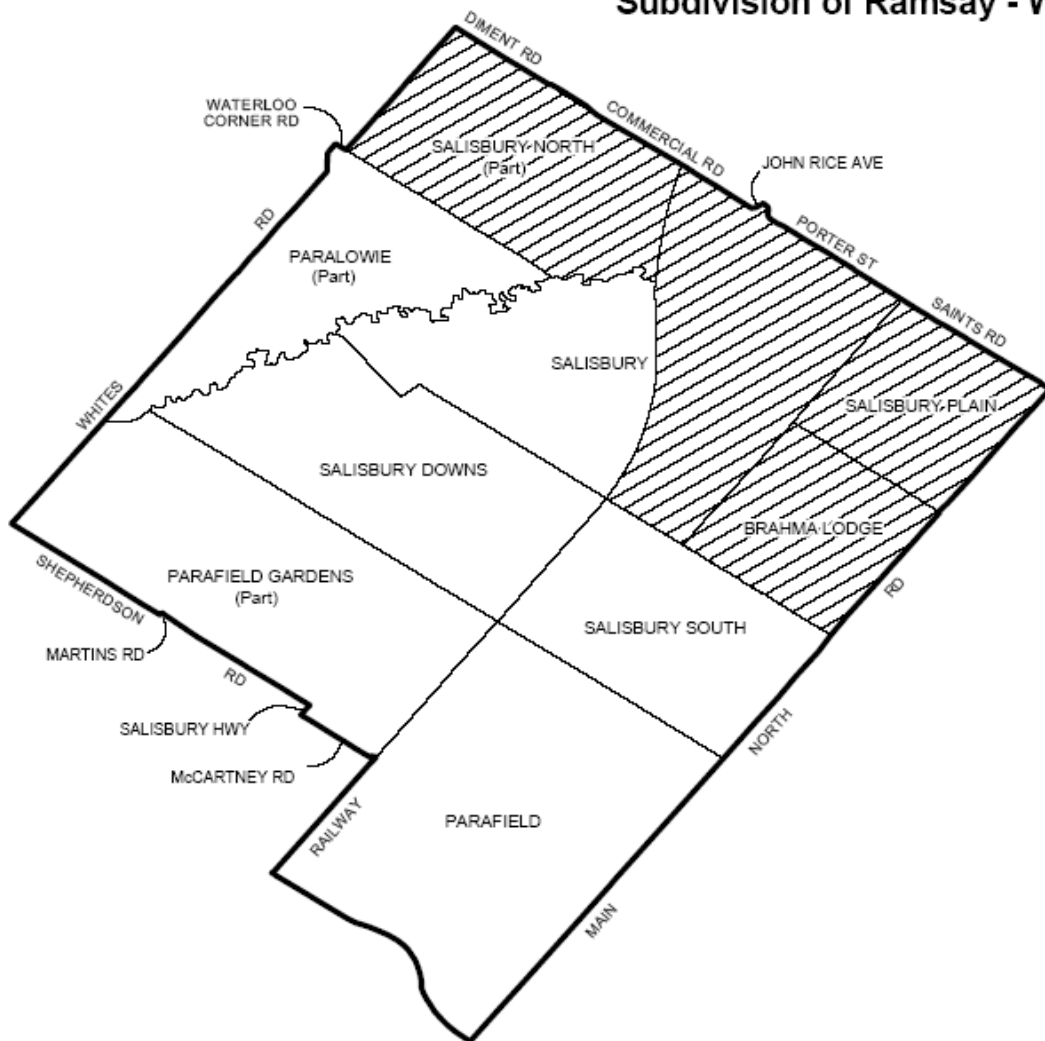 Subdivision of Ramsay - W
DIMENT RD
WATERLOO
CORNER RD
COMMERCIAL RD
SALISBURY NORTH
(Part)
JOHN RICE AVE
RD
PORTER ST
PARALOWIE
(Part)
SAINTS RD
SALISBURY
WHITES
SALISBURY PLAIN
SALISBURY DOWNS
BRAHMA LODGE
SHEPHERDSON
PARAFIELD GARDENS
(Part)
RD
SALISBURY SOUTH
MARTINS RD
RD
SALISBURY HWY
NORTH
McCARTNEY RD
RAILWAY
PARAFIELD
MAIN